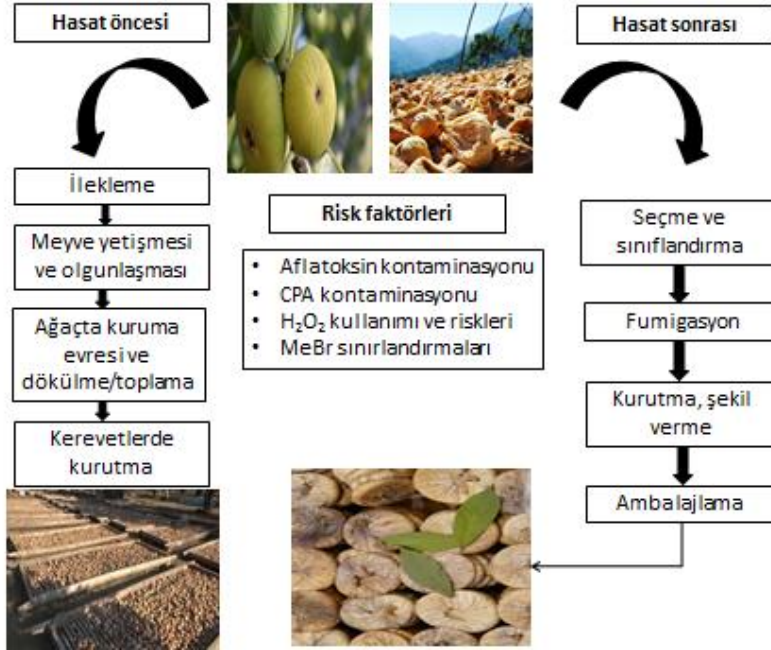 Hasat öncesi
İlekleme
Meyve yetişmesi
ve olgunlaşması
Ağaçta kuruma
evresi ve
dökülme/toplama
Kerevetlerde
kurutma
Risk faktörleri
• Aflatoksin kontaminasyonu
• CPA kontaminasyonu
• H₂O₂ kullanımı ve riskleri
• MeBr sınırlandırmaları
Hasat sonrası
Seçme ve
sınıflandırma
Fumigasyon
Kurutma, şekil
verme
Ambalajlama